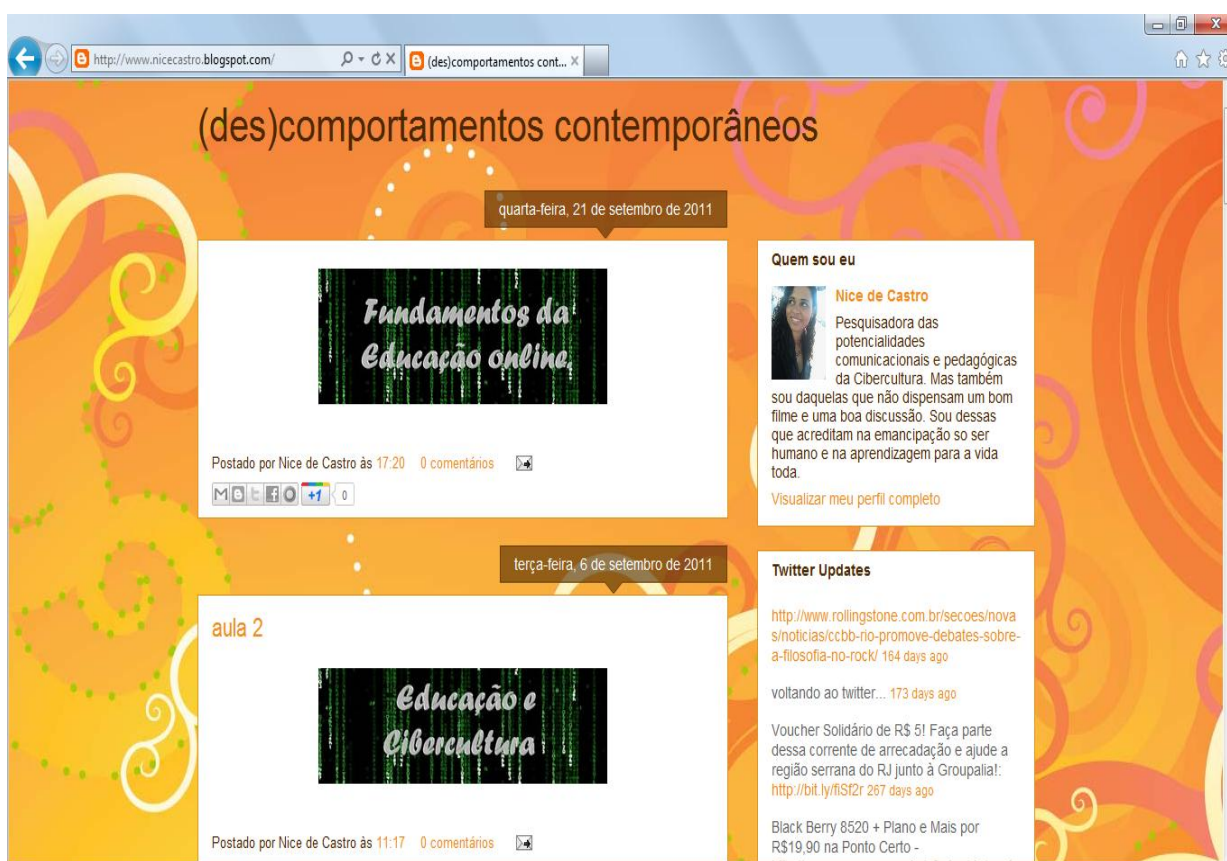 http://www.nicecastro.blogspot.com/
(des)comportamentos cont...
(des)comportamentos contemporâneos
quarta-feira, 21 de setembro de 2011
Fundamentos da
Educação online
Postado por Nice de Castro às 17:20 0 comentários
+1 0
terça-feira, 6 de setembro de 2011
aula 2
Educação e
Cibercultura
Postado por Nice de Castro às 11:17 0 comentários
Quem sou eu
Nice de Castro
Pesquisadora das
potencialidades
comunicacionais e pedagógicas
da Cibercultura. Mas também
sou daquelas que não dispensam um bom
filme e uma boa discussão. Sou dessas
que acreditam na emancipação so ser
humano e na aprendizagem para a vida
toda.
Visualizar meu perfil completo
Twitter Updates
http://www.rollingstone.com.br/secoes/nova
s/noticias/ccbb-rio-promove-debates-sobre-
a-filosofia-no-rock/ 164 days ago
voltando ao twitter... 173 days ago
Voucher Solidário de R$ 5! Faça parte
dessa corrente de arrecadação e ajude a
região serrana do RJ junto à Groupalia!:
http://bit.ly/fiSf2r 267 days ago
Black Berry 8520 + Plano e Mais por
R$19,90 na Ponto Certo -